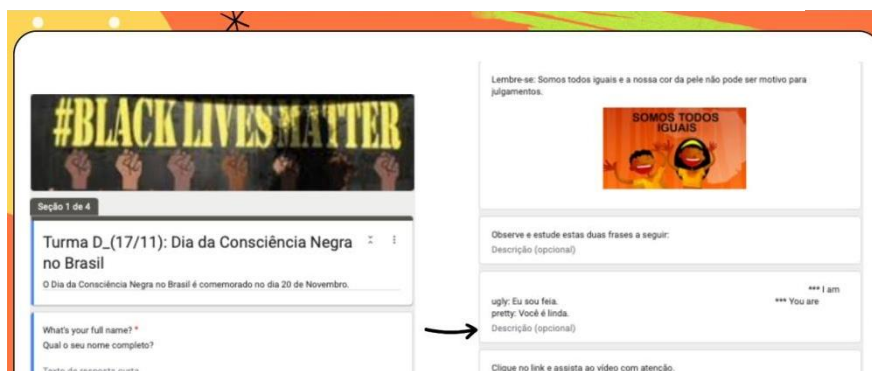 #BLACK LIVES MATTER
Seção 1 de 4
Turma D_(17/11): Dia da Consciência Negra
no Brasil
O Dia da Consciência Negra no Brasil é comemorado no dia 20 de Novembro.
What's your full name? *
Qual o seu nome completo?
Texto de resposta curta
Lembre-se: Somos todos iguais e a nossa cor da pele não pode ser motivo para
julgamentos.
SOMOS TODOS
IGUAIS
Observe e estude estas duas frases a seguir:
Descrição (opcional)
*** I am
ugly: Eu sou feia. *** You are
pretty: Você é linda.
Descrição (opcional)
Clique no link e assista ao vídeo com atenção.